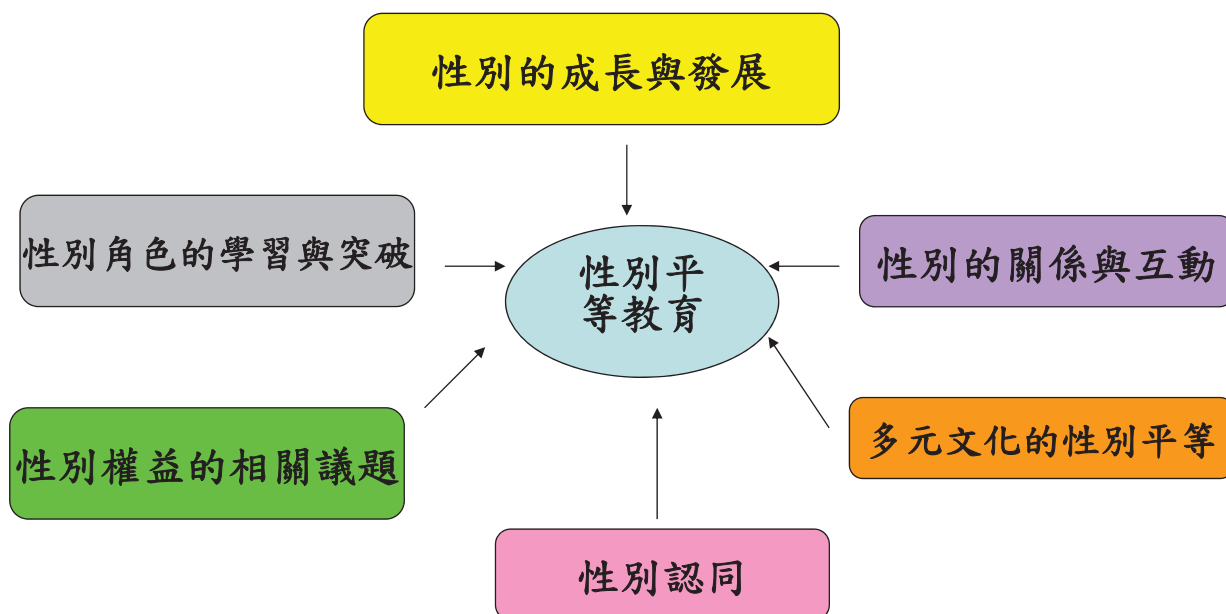 性別的成長與發展
性別角色的學習與突破
性別平
等教育
性別的關係與互動
性別權益的相關議題
多元文化的性別平等
性別認同